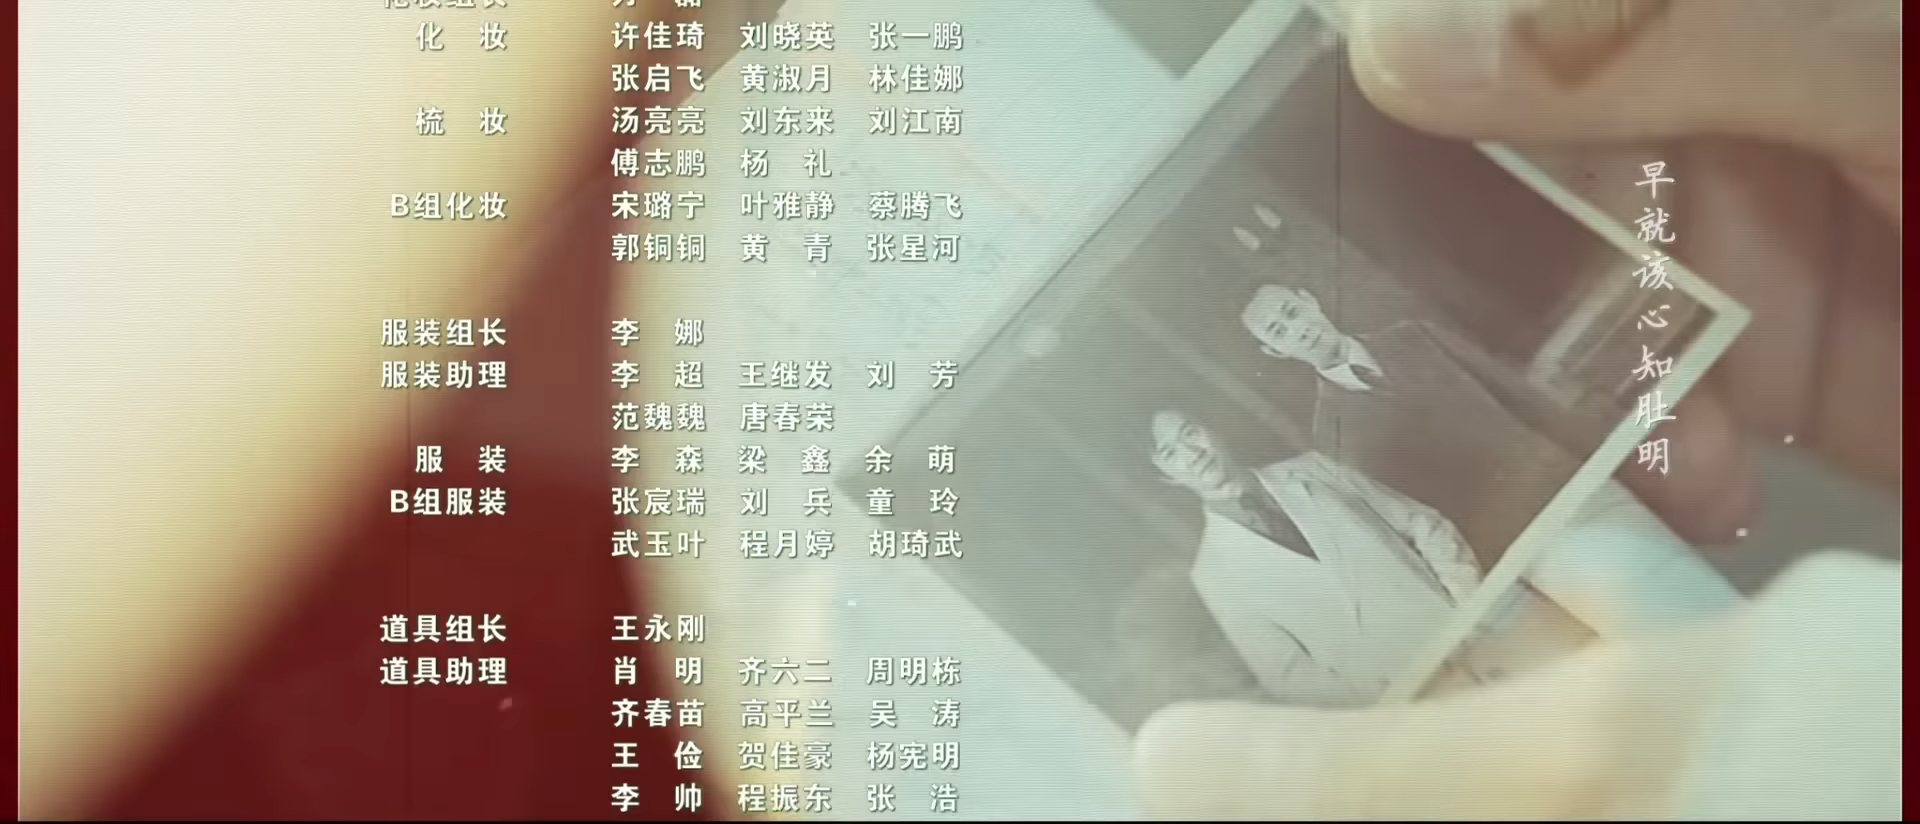 化妆组长
化　妆　许佳琦　刘晓英　张一鹏
张启飞　黄淑月　林佳娜
梳　妆　汤亮亮　刘东来　刘江南
傅志鹏　杨　礼
B组化妆　宋璐宁　叶雅静　蔡腾飞
郭铜铜　黄　青　张星河
服装组长　李　娜
服装助理　李　超　王继发　刘　芳
范魏魏　唐春荣
服　装　李　森　梁　鑫　余　萌
B组服装　张宸瑞　刘　兵　童　玲
武玉叶　程月婷　胡琦武
道具组长　王永刚
道具助理　肖　明　齐六二　周明栋
齐春苗　高平兰　吴　涛
王　俭　贺佳豪　杨宪明
李　帅　程振东　张　浩
早就该心知肚明